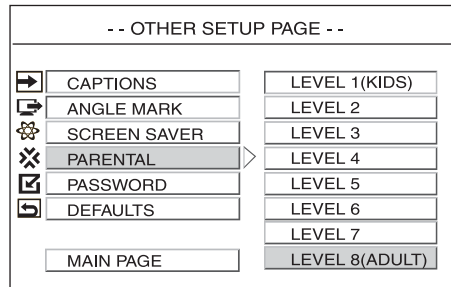 - - OTHER SETUP PAGE - -
CAPTIONS
ANGLE MARK
SCREEN SAVER
PARENTAL
PASSWORD
DEFAULTS
MAIN PAGE
LEVEL 1(KIDS)
LEVEL 2
LEVEL 3
LEVEL 4
LEVEL 5
LEVEL 6
LEVEL 7
LEVEL 8(ADULT)